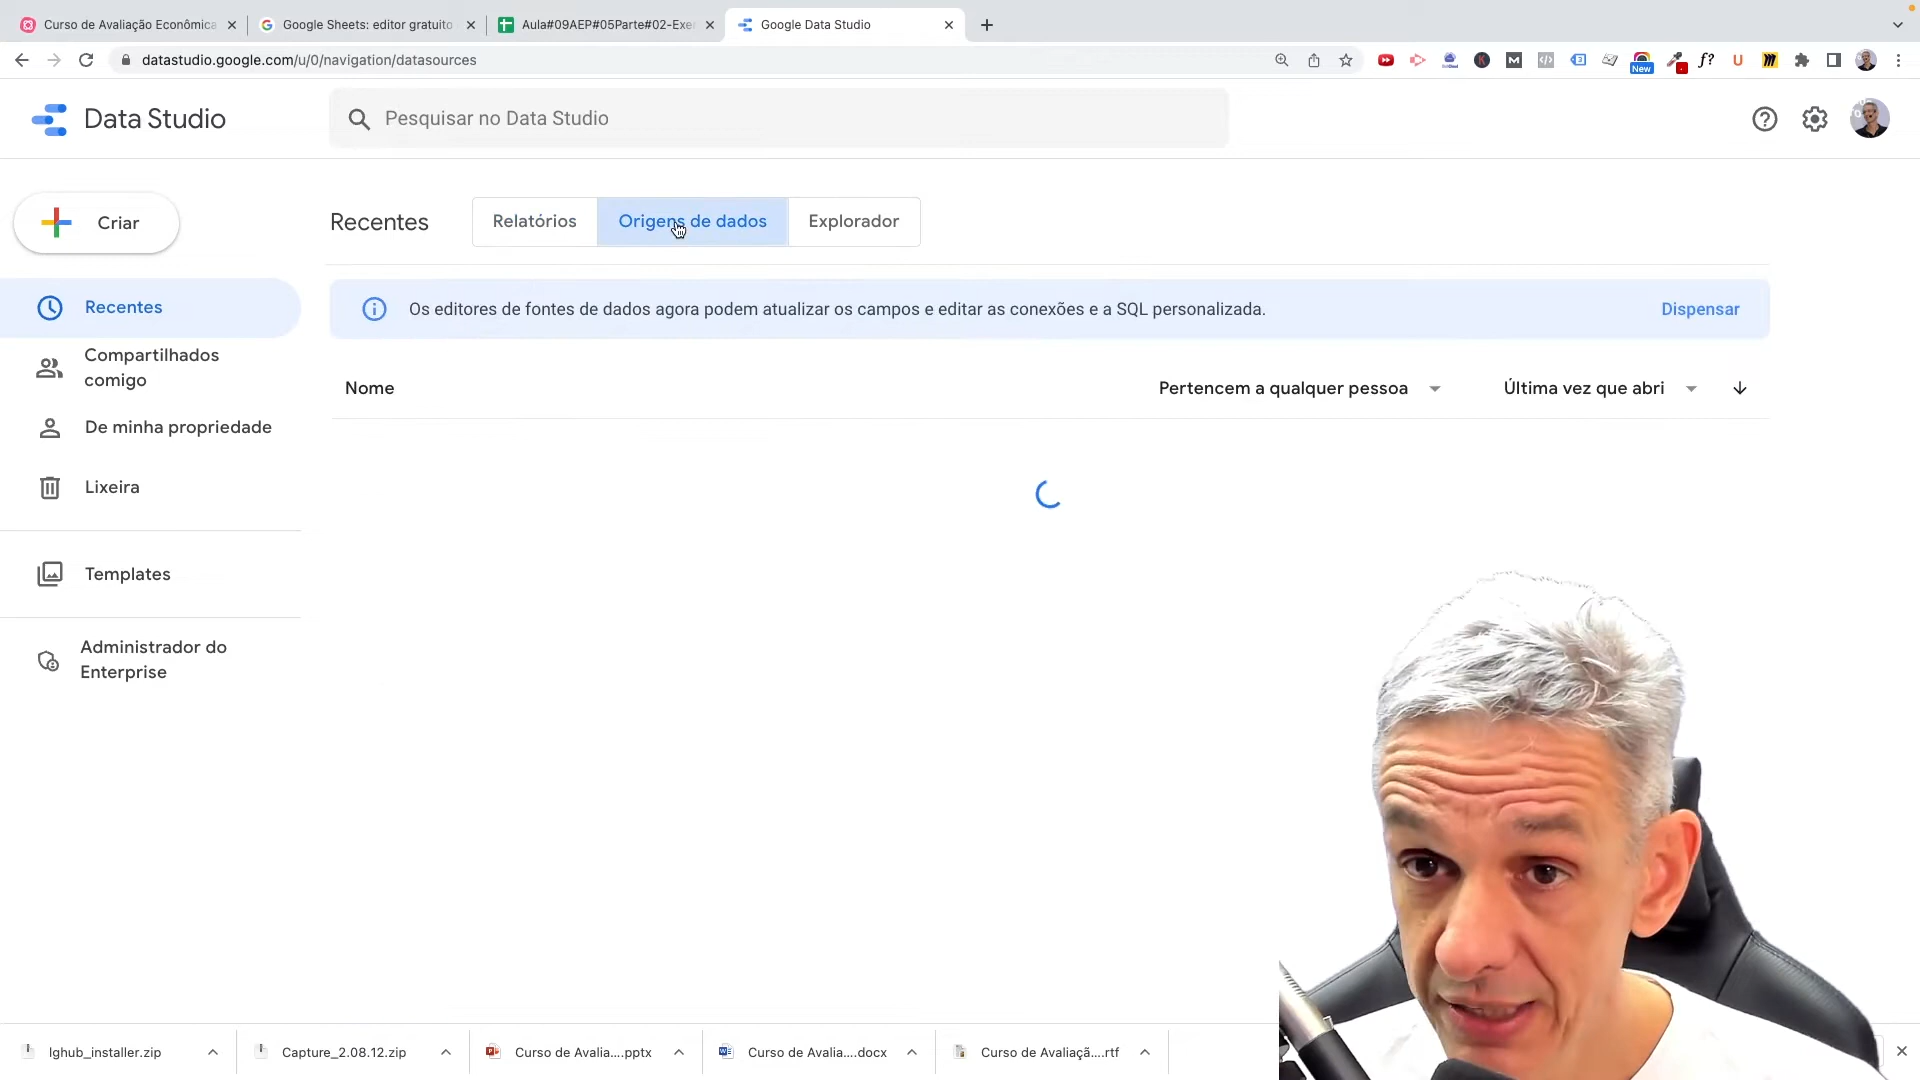 Curso de Avaliação Econômica
Google Sheets: editor gratuito
Aula#09AEP#05Parte#02-Exer
Google Data Studio
datastudio.google.com/u/0/navigation/datasources
New
Data Studio
Pesquisar no Data Studio
Criar
Recentes
Relatórios
Origens de dados
Explorador
Recentes
Os editores de fontes de dados agora podem atualizar os campos e editar as conexões e a SQL personalizada.
Dispensar
Compartilhados
comigo
Nome
Pertencem a qualquer pessoa
Última vez que abri
De minha propriedade
Lixeira
Templates
Administrador do
Enterprise
lghub_installer.zip
Capture_2.08.12.zip
Curso de Avalia....pptx
Curso de Avalia....docx
Curso de Avaliaçã....rtf